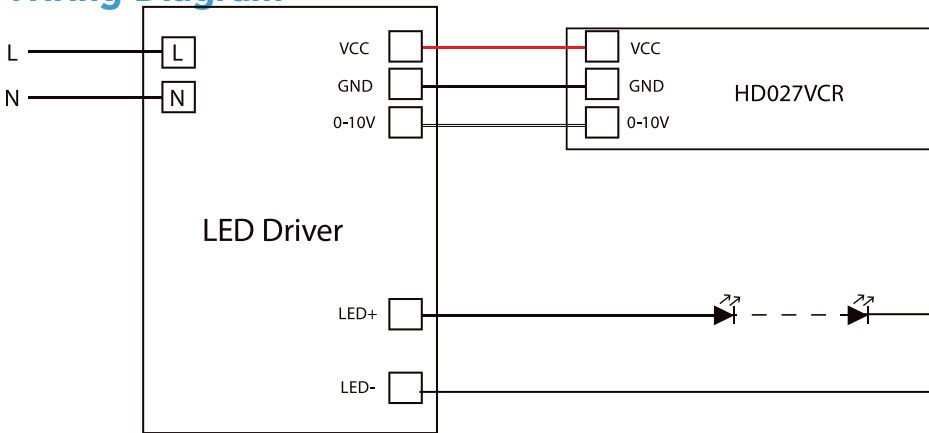 Wiring Diagram
L L
N N
VCC
GND
0-10V
LED Driver
LED+
LED-
VCC
GND
0-10V
HD027VCR